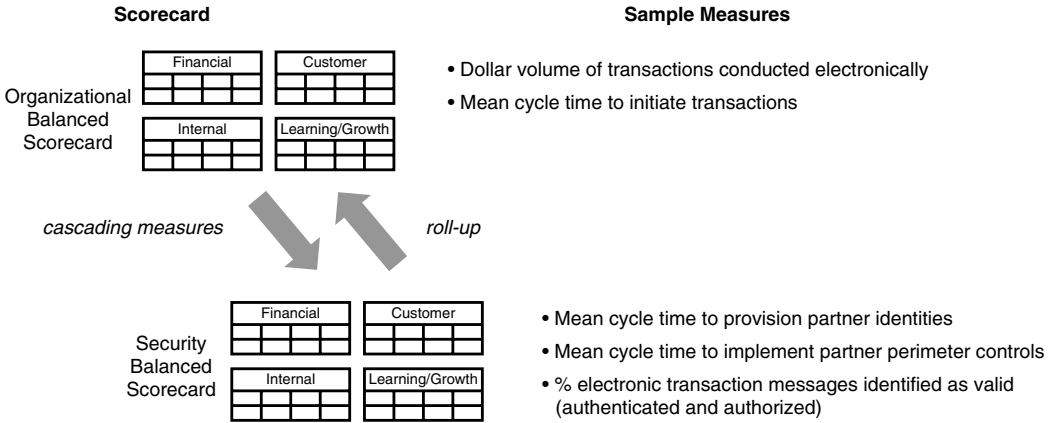 Scorecard
Sample Measures
Financial
Customer
Organizational
Balanced
Scorecard
Internal
Learning/Growth
• Dollar volume of transactions conducted electronically
• Mean cycle time to initiate transactions
cascading measures
roll-up
Financial
Customer
Security
Balanced
Scorecard
Internal
Learning/Growth
• Mean cycle time to provision partner identities
• Mean cycle time to implement partner perimeter controls
• % electronic transaction messages identified as valid
(authenticated and authorized)